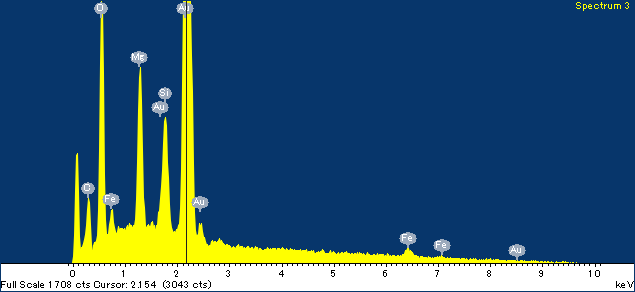 Spectrum 3
O Au
Mg
Si
Au
C
Fe
Au
Fe
Fe
Au
0 1 2 3 4 5 6 7 8 9 10
Full Scale 1708 cts Cursor: 2.154 (3043 cts) keV